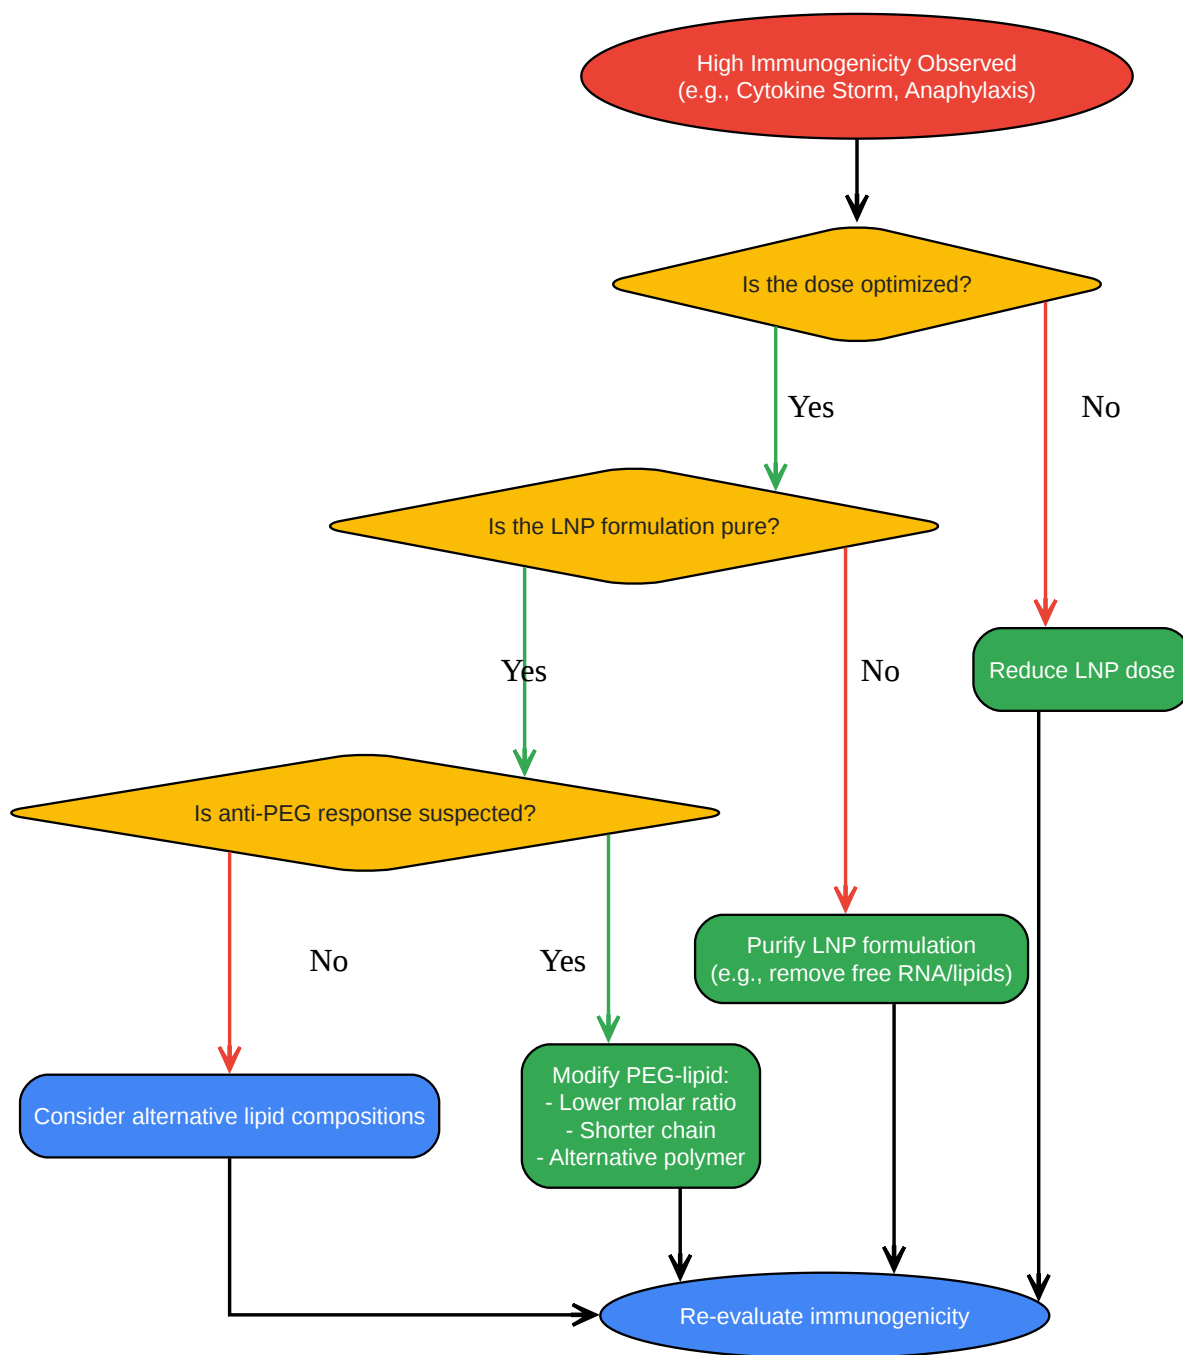 High Immunogenicity Observed
(e.g., Cytokine Storm, Anaphylaxis)
Is the dose optimized?
Yes
No
Is the LNP formulation pure?
Yes
No
Reduce LNP dose
Is anti-PEG response suspected?
No
Yes
Purify LNP formulation
(e.g., remove free RNA/lipids)
Consider alternative lipid compositions
Modify PEG-lipid:
- Lower molar ratio
- Shorter chain
- Alternative polymer
Re-evaluate immunogenicity